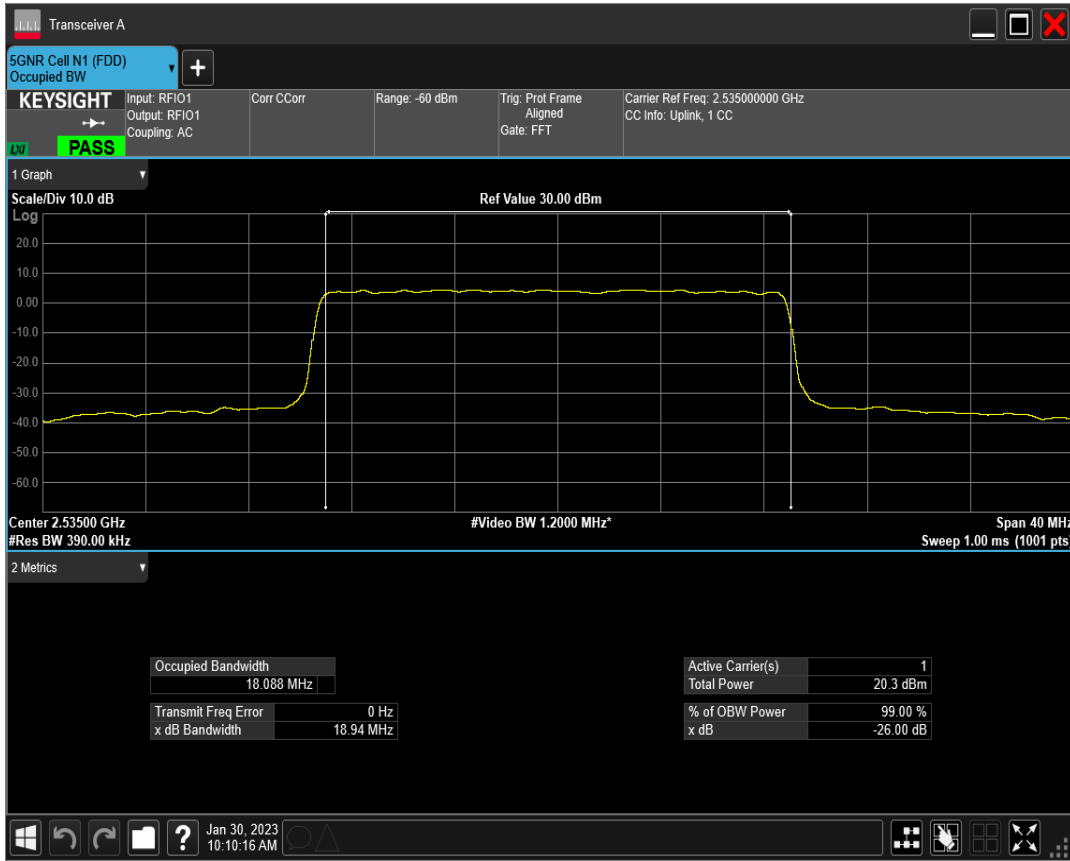 Transceiver A
5GNR Cell N1 (FDD)
Occupied BW
+
KEYSIGHT
LXI
PASS
Input: RFIO1
Output: RFIO1
Coupling: AC
Corr CCorr
Range: -60 dBm
Trig: Prot Frame
Aligned
Gate: FFT
Carrier Ref Freq: 2.535000000 GHz
CC Info: Uplink, 1 CC
1 Graph
Scale/Div 10.0 dB
Ref Value 30.00 dBm
Log
20.0
10.0
0.00
-10.0
-20.0
-30.0
-40.0
-50.0
-60.0
Center 2.53500 GHz
#Video BW 1.2000 MHz*
Span 40 MHz
#Res BW 390.00 kHz
Sweep 1.00 ms (1001 pts)
2 Metrics
Occupied Bandwidth
18.088 MHz
Transmit Freq Error 0 Hz
x dB Bandwidth 18.94 MHz
Active Carrier(s) 1
Total Power 20.3 dBm
% of OBW Power 99.00 %
x dB -26.00 dB
?
Jan 30, 2023
10:10:16 AM